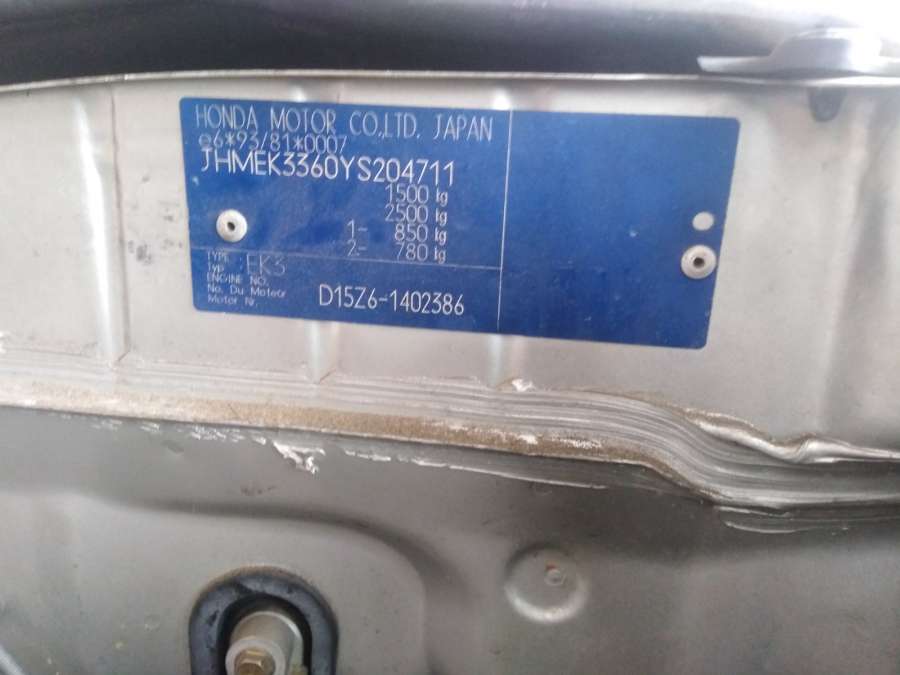 HONDA MOTOR CO.,LTD. JAPAN
e6*93/81*0007
JHMEK3360YS204711
1500 kg
2500 kg
1- 850 kg
2- 780 kg
TYPE
Typ : EK3
ENGINE NO.
No. Du Moteur
Motor Nr. D15Z6-1402386